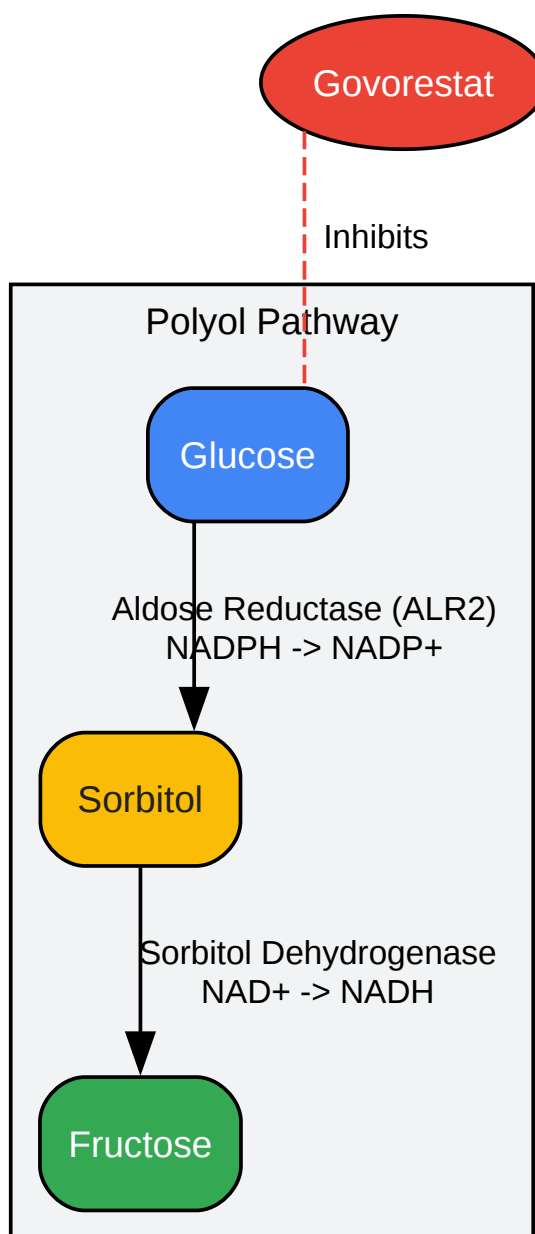 Govorestat
Inhibits
Polyol Pathway
Glucose
Aldose Reductase (ALR2)
NADPH -> NADP+
Sorbitol
Sorbitol Dehydrogenase
NAD+ -> NADH
Fructose